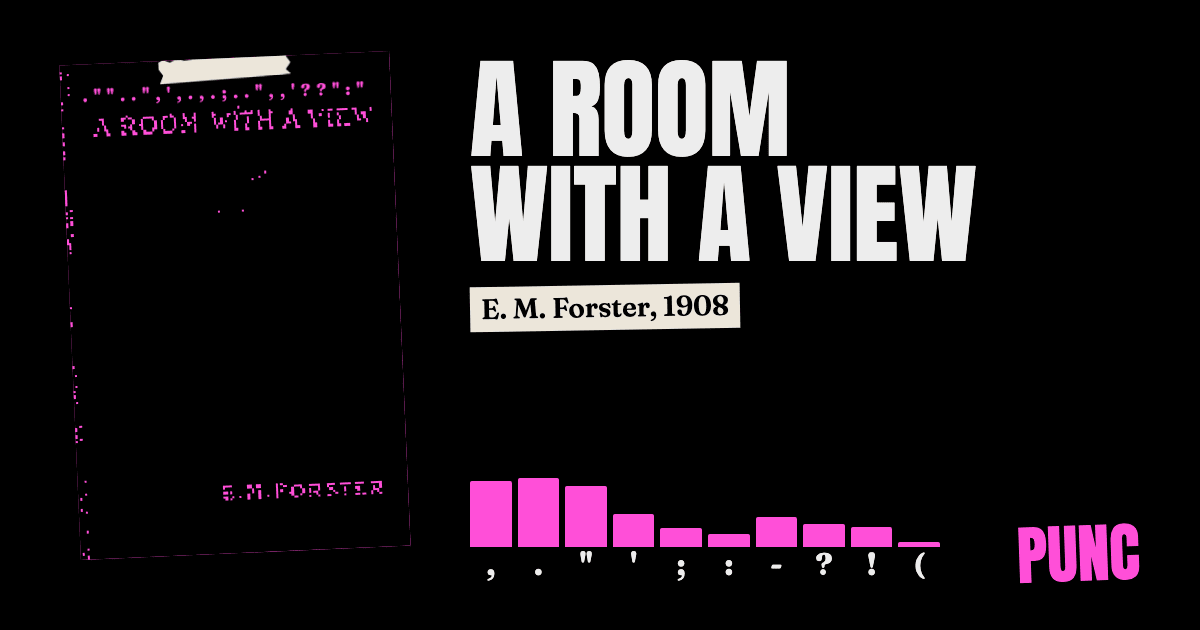 .""..",',.,.;..",,'??":"
A ROOM WITH A VIEW
E.M.FORSTER
A ROOM
WITH A VIEW
E. M. Forster, 1908
, . " ' ; : - ? ! (
PUNC